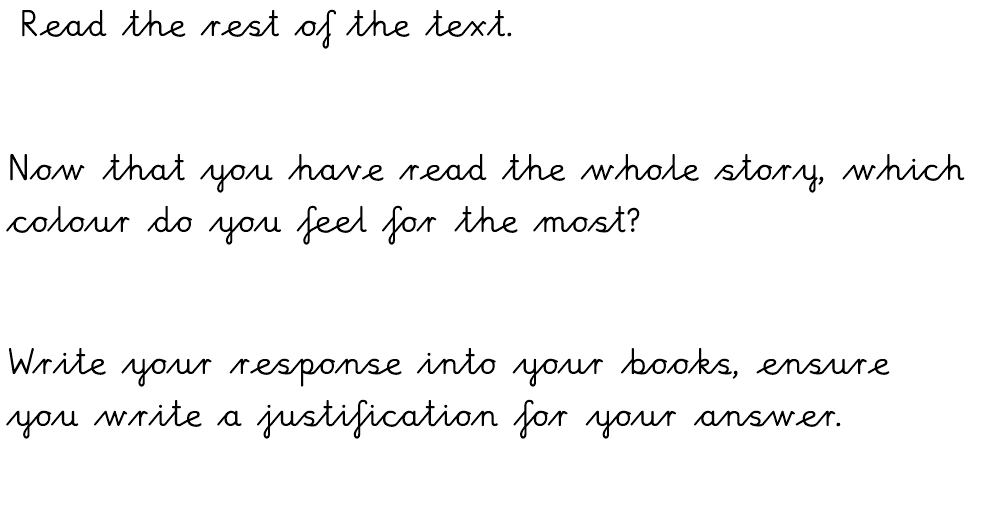 Read the rest of the text.
Now that you have read the whole story, which
colour do you feel for the most?
Write your response into your books, ensure
you write a justification for your answer.